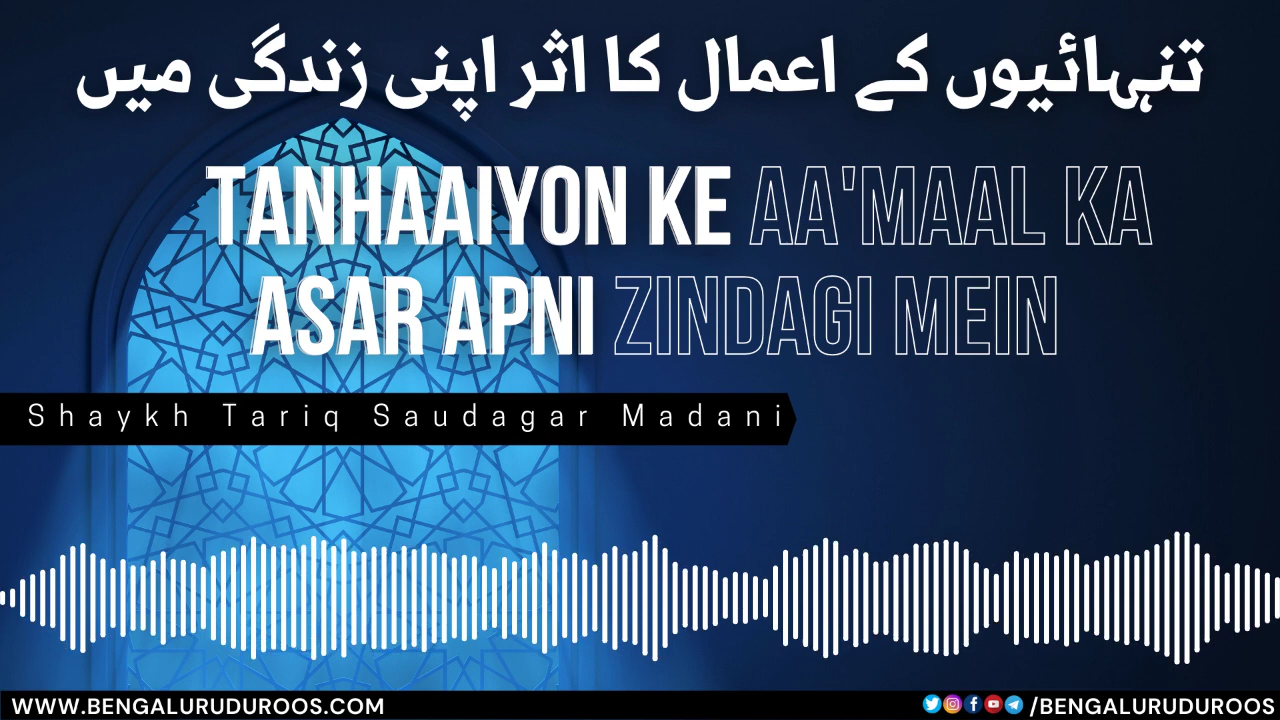 تنہائیوں کے اعمال کا اثر اپنی زندگی میں
TANHAAIYON KE AA'MAAL KA
ASAR APNI ZINDAGI MEIN
Shaykh Tariq Saudagar Madani
WWW.BENGALURUDUROOS.COM
/BENGALURUDUROOS